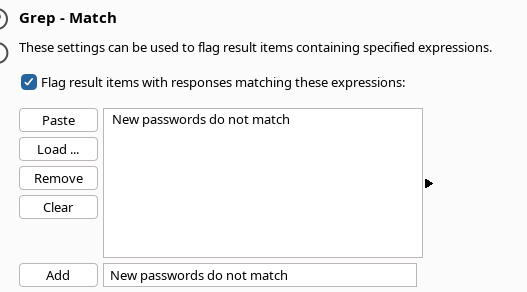 Grep - Match
These settings can be used to flag result items containing specified expressions.
Flag result items with responses matching these expressions:
Paste
New passwords do not match
Load ...
Remove
Clear
Add
New passwords do not match